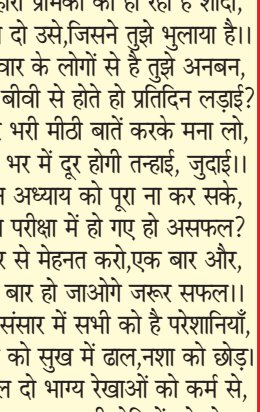 प्रेमिका की हो रही है शादी,
दो उसे,जिसने तुझे भुलाया है।।
के लोगों से है तुझे अनबन,
बीवी से होते हो प्रतिदिन लड़ाई?
भरी मीठी बातें करके मना लो,
भर में दूर होगी तन्हाई, जुदाई।।
अध्याय को पूरा ना कर सके,
परीक्षा में हो गए हो असफल?
से मेहनत करो,एक बार और,
बार हो जाओगे जरूर सफल।।
संसार में सभी को है परेशानियाँ,
को सुख में ढाल,नशा को छोड़।
दो भाग्य रेखाओं को कर्म से,